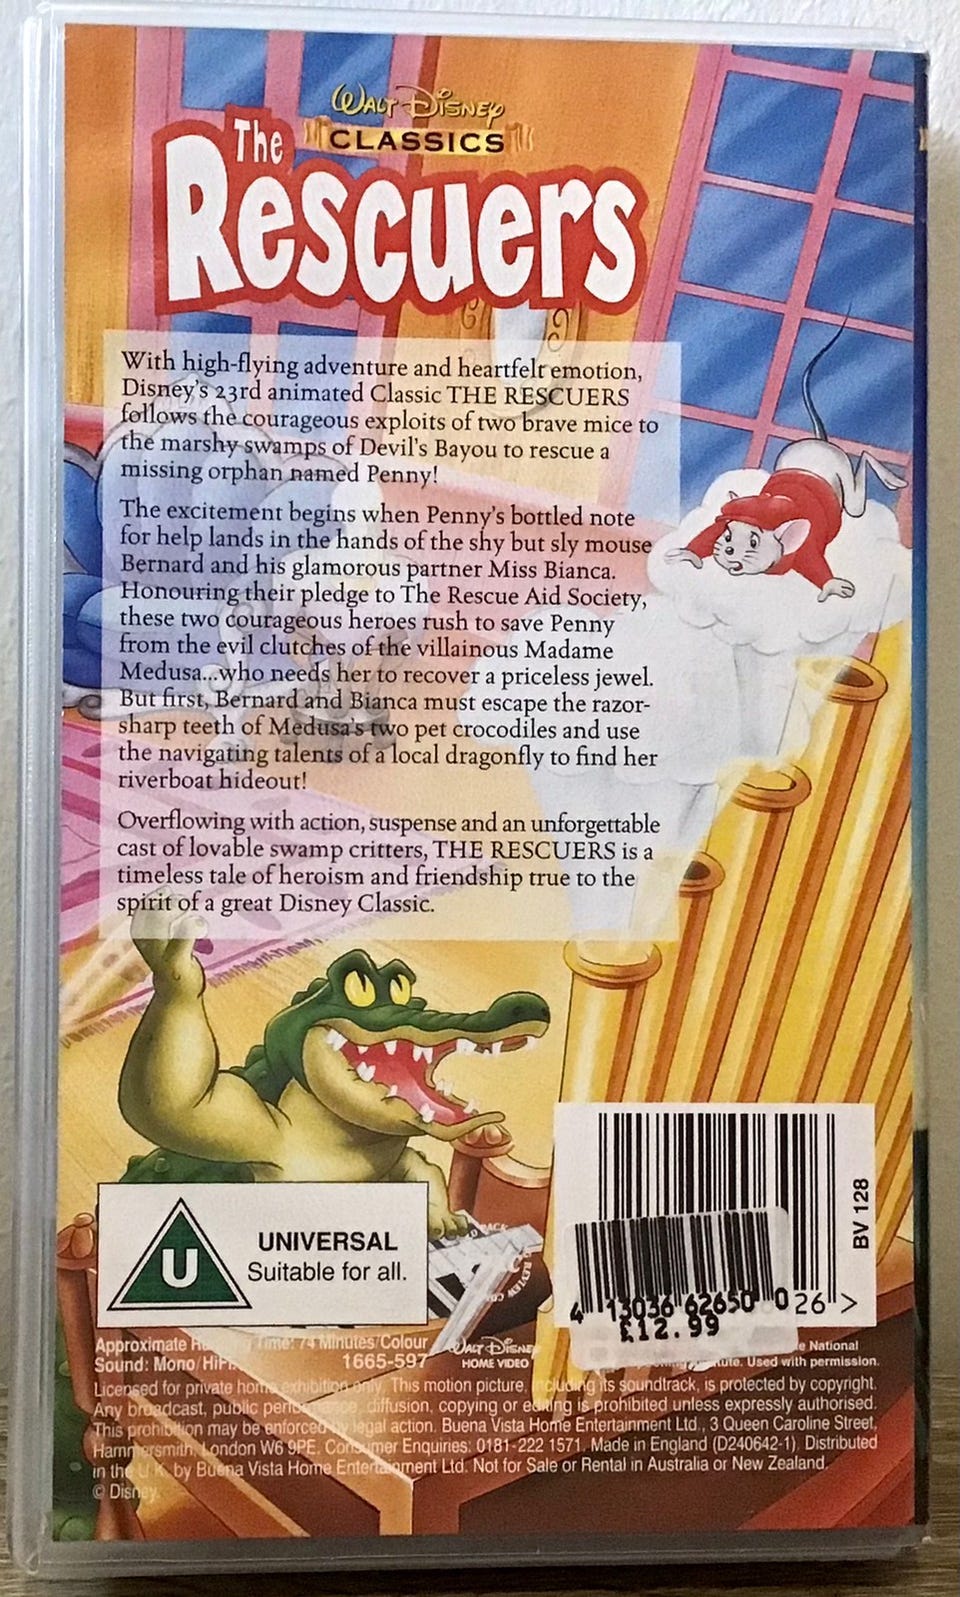 WALT DISNEY
CLASSICS
The
Rescuers
With high-flying adventure and heartfelt emotion,
Disney's 23rd animated Classic THE RESCUERS
follows the courageous exploits of two brave mice to
the marshy swamps of Devil's Bayou to rescue a
missing orphan named Penny!
The excitement begins when Penny's bottled note
for help lands in the hands of the shy but sly mouse
Bernard and his glamorous partner Miss Bianca.
Honouring their pledge to The Rescue Aid Society,
these two courageous heroes rush to save Penny
from the evil clutches of the villainous Madame
Medusa...who needs her to recover a priceless jewel.
But first, Bernard and Bianca must escape the razor-
sharp teeth of Medusa's two pet crocodiles and use
the navigating talents of a local dragonfly to find her
riverboat hideout!
Overflowing with action, suspense and an unforgettable
cast of lovable swamp critters, THE RESCUERS is a
timeless tale of heroism and friendship true to the
spirit of a great Disney Classic.
U
UNIVERSAL
Suitable for all.
BV 128
026 >
4 13036 62650
£12.99
Approximate Time: 74 Minutes/Colour
Sound: Mono/HiFi.
1665-597
WALT DISNEY
HOME VIDEO
National
Used with permission.
Licensed for private home exhibition only. This motion picture, including its soundtrack, is protected by copyright.
Any broadcast, public performance, diffusion, copying or editing is prohibited unless expressly authorised.
This prohibition may be enforced by legal action. Buena Vista Home Entertainment Ltd., 3 Queen Caroline Street,
Hammersmith, London W6 9PE. Consumer Enquiries: 0181-222 1571. Made in England (D240642-1). Distributed
in the U.K. by Buena Vista Home Entertainment Ltd. Not for Sale or Rental in Australia or New Zealand.
© Disney.